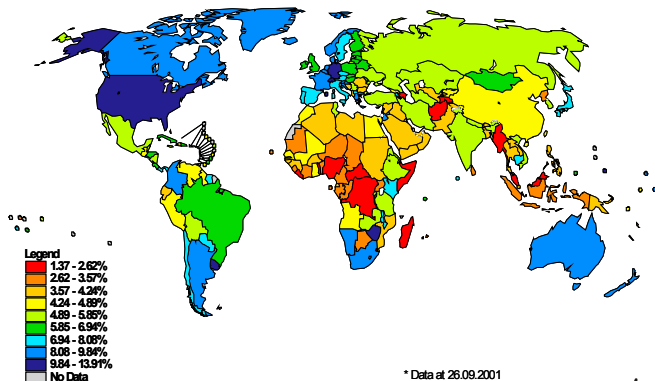 Legend
1.37 - 2.62%
2.62 - 3.57%
3.57 - 4.24%
4.24 - 4.89%
4.89 - 5.85%
5.85 - 6.94%
6.94 - 8.08%
8.08 - 9.84%
9.84 - 13.91%
No Data
* Data at 26.09.2001